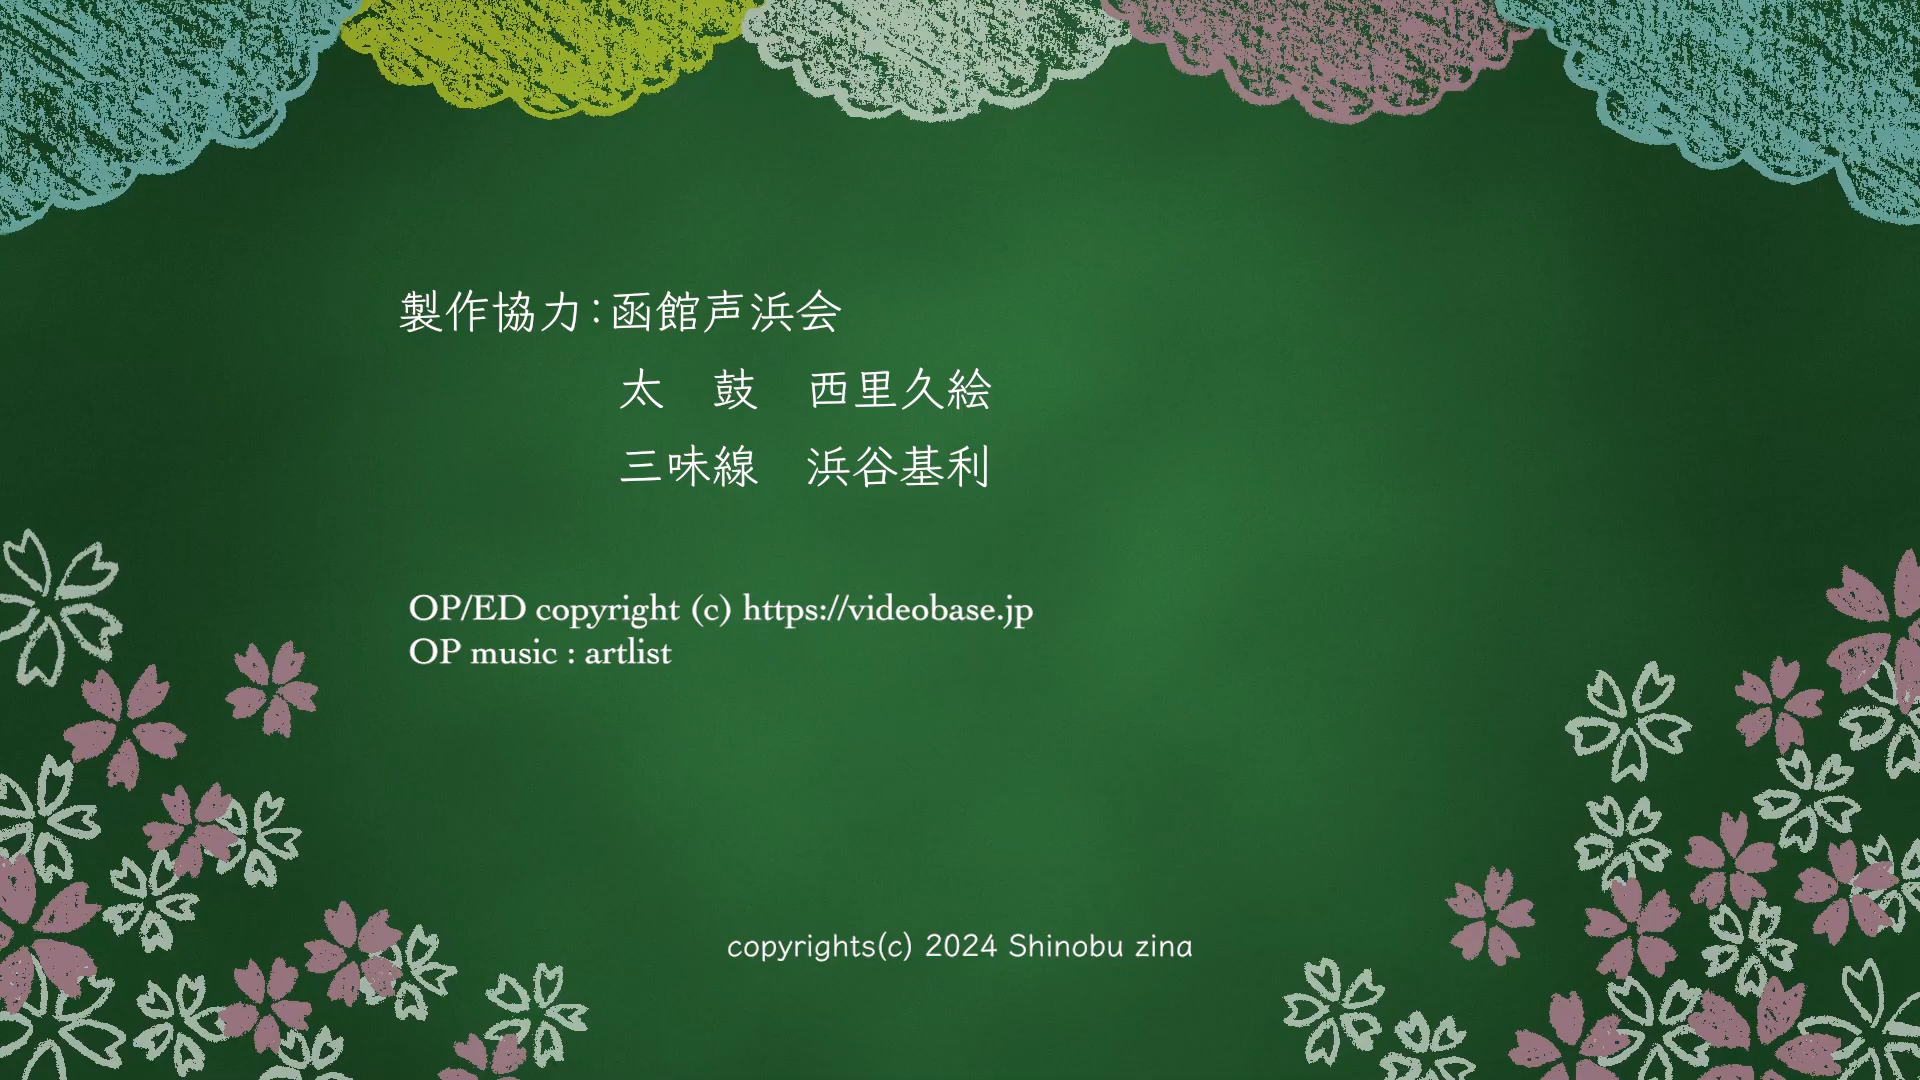 製作協力:函館声浜会
太　鼓　西里久絵
三味線　浜谷基利
OP/ED copyright (c) https://videobase.jp
OP music : artlist
copyrights(c) 2024 Shinobu zina